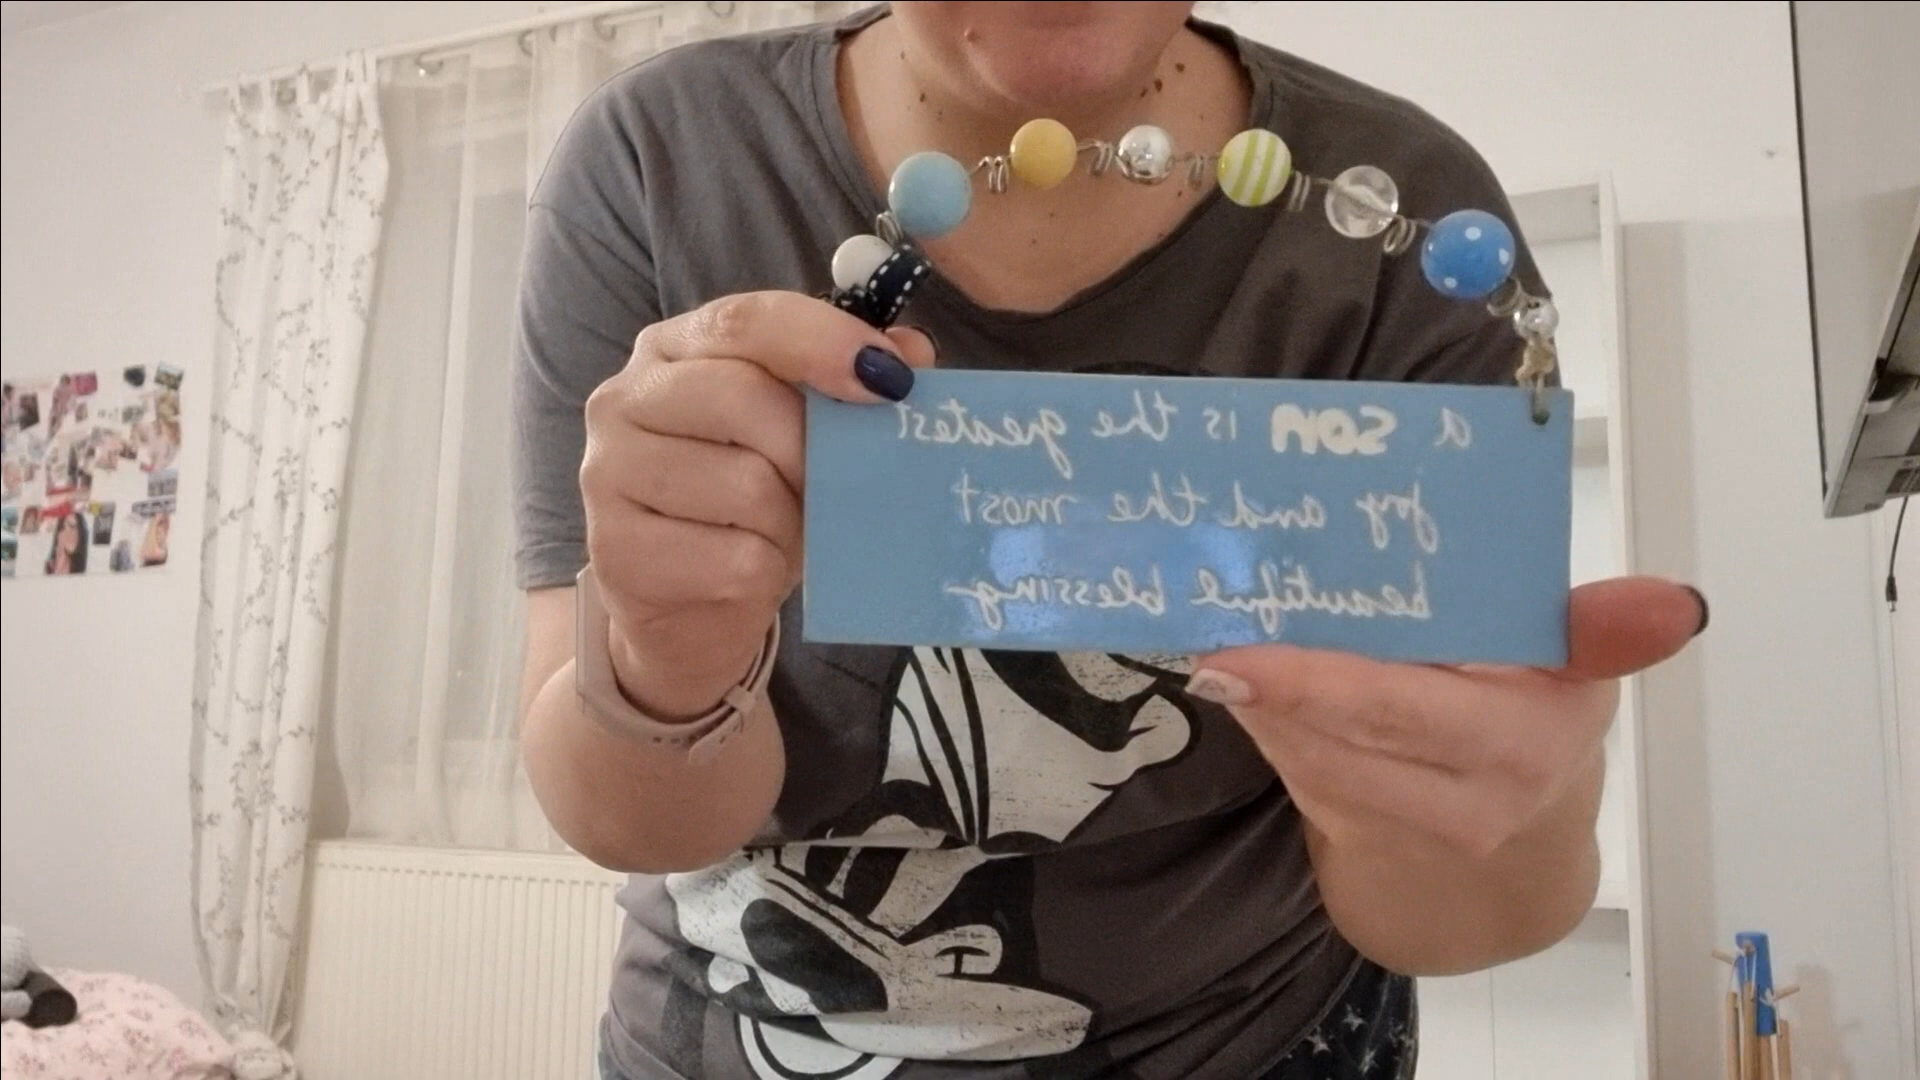 a son is the greatest
joy and the most
beautiful blessing